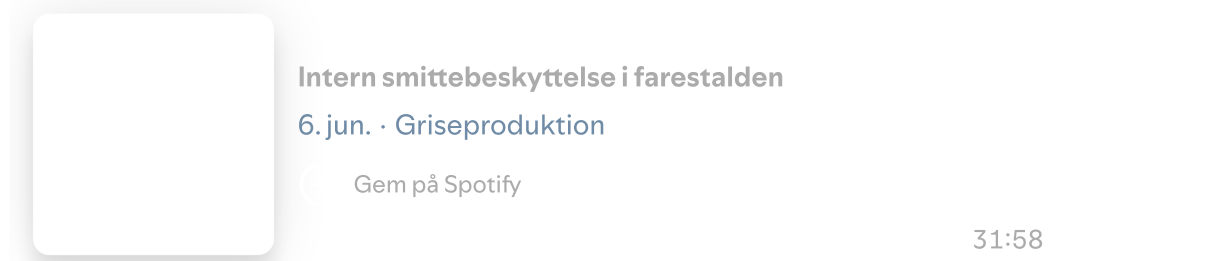 Intern smittebeskyttelse i farestalden
6. jun. · Griseproduktion
Gem på Spotify
31:58